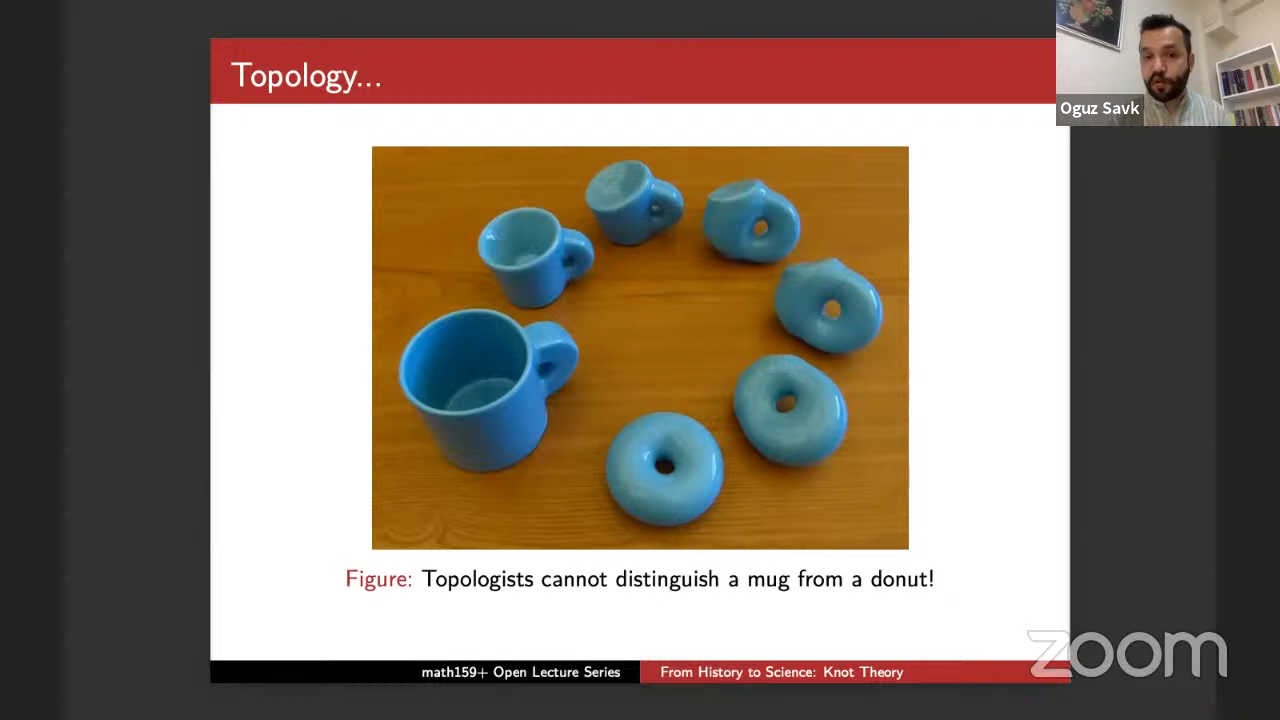 Topology...
Oguz Savk
Figure: Topologists cannot distinguish a mug from a donut!
math159+ Open Lecture Series
From History to Science: Knot Theory
zoom